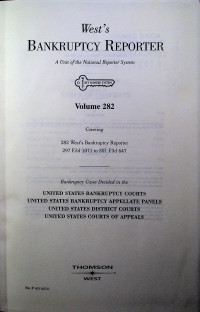 West's
BANKRUPTCY REPORTER
A Unit of the National Reporter System
Volume 282
Covering
282 West's Bankruptcy Reporter
Bankruptcy Cases Decided in the
UNITED STATES BANKRUPTCY COURTS
UNITED STATES BANKRUPTCY APPELLATE PANELS
UNITED STATES DISTRICT COURTS
UNITED STATES COURTS OF APPEALS
THOMSON
WEST